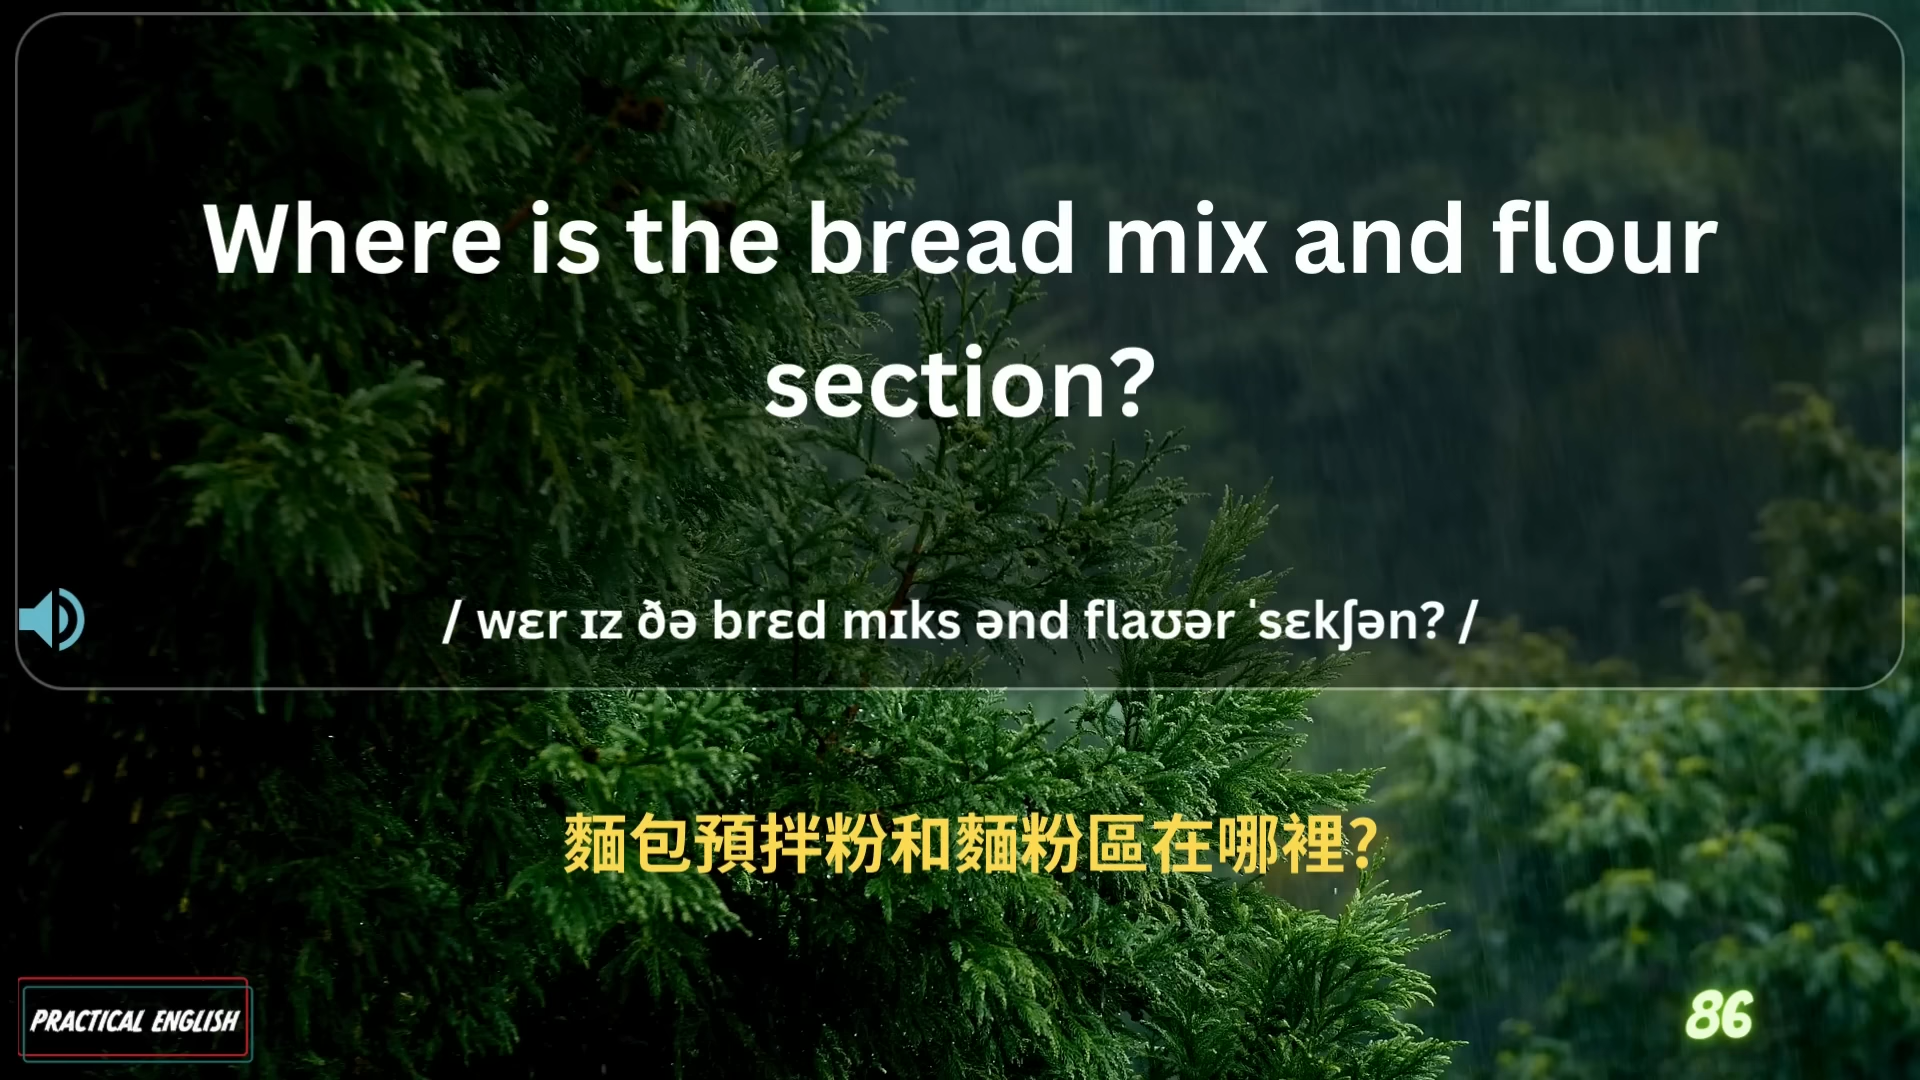 Where is the bread mix and flour
section?
/ wɛr ɪz ðə brɛd mɪks ənd flaʊər ˈsɛkʃən? /
麵包預拌粉和麵粉區在哪裡?
PRACTICAL ENGLISH
86